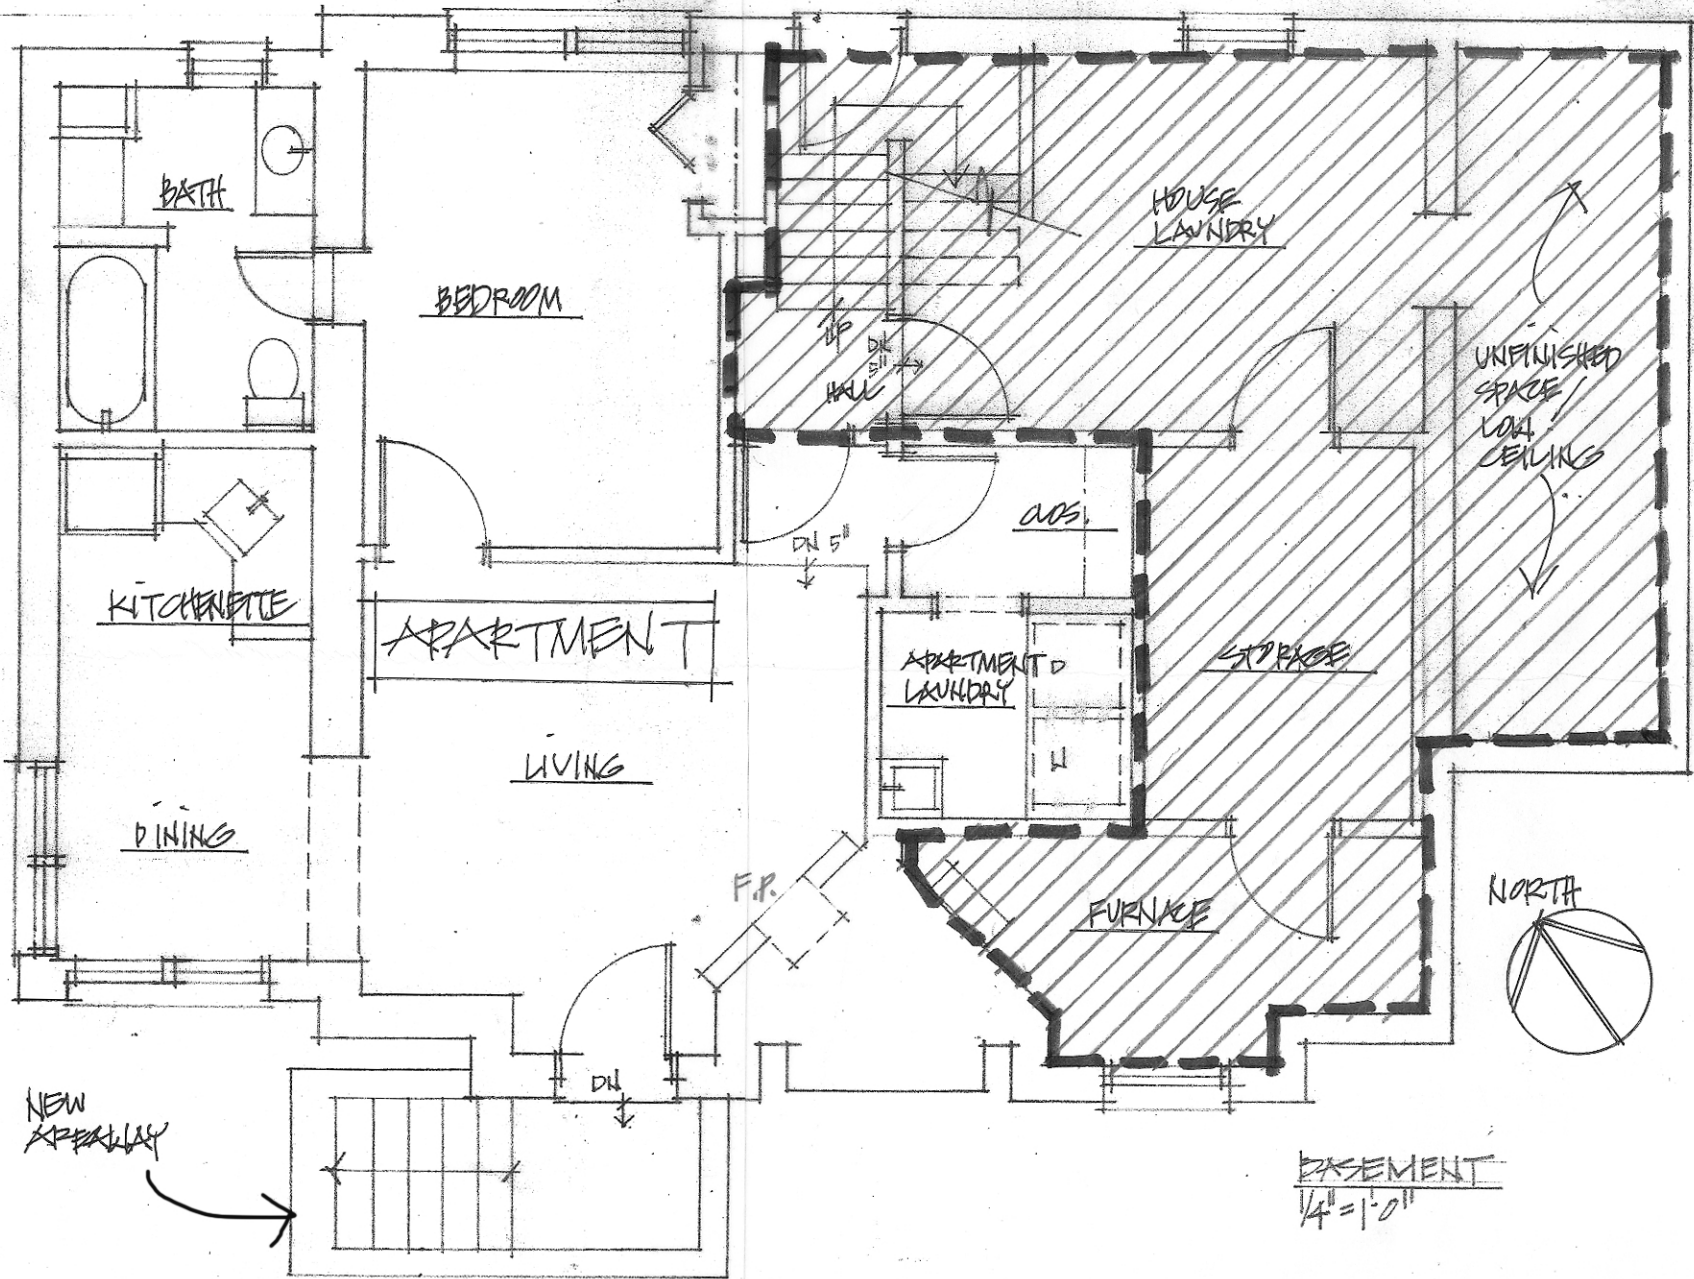 BATH
BEDROOM
HOUSE
LAUNDRY
UP
DN
5"
HALL
UNFINISHED
SPACE/
LOW
CEILING
CLOS.
DN 5"
KITCHENETTE
APARTMENT
APARTMENT
LAUNDRY
D
W
STORAGE
LIVING
DINING
F.P.
FURNACE
NORTH
DN
NEW
AREAWAY
BASEMENT
1/4"=1'-0"